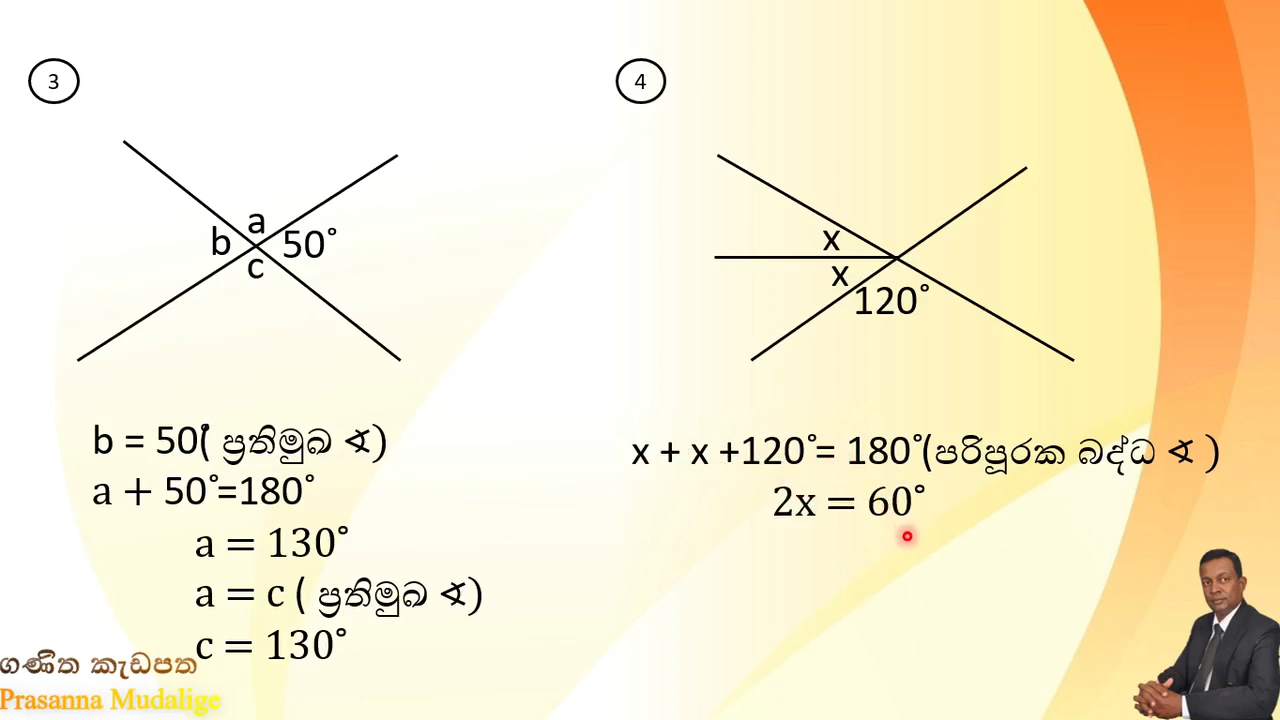 3
a
b
50°
c
b = 50°( ප්‍රතිමුඛ ∢)
a + 50°=180°
a = 130°
a = c ( ප්‍රතිමුඛ ∢)
c = 130°
4
x
x
120°
x + x +120°= 180°(පරිපූරක බද්ධ ∢ )
2x = 60°
ගණිත කැඩපත
Prasanna Mudalige